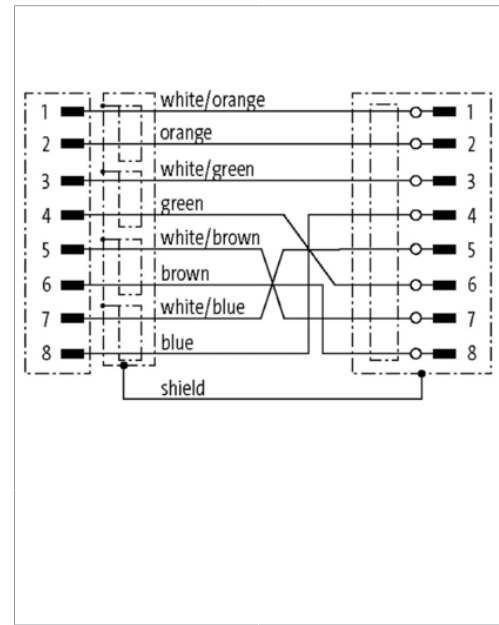 1 white/orange 1
2 orange 2
3 white/green 3
4 green 4
5 white/brown 5
6 brown 6
7 white/blue 7
8 blue 8
shield